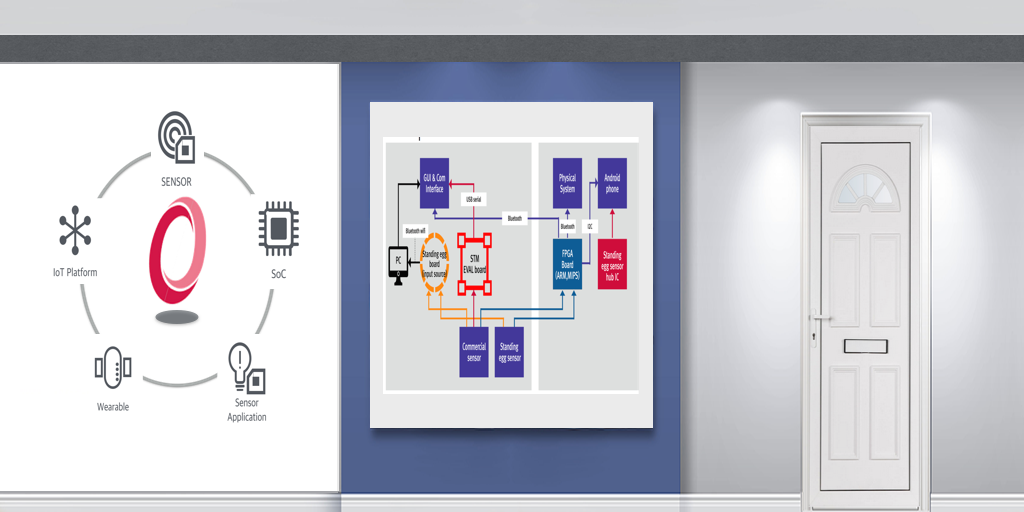 SENSOR
IoT Platform
SoC
Wearable
Sensor
Application
GUI & Com
Interface
USB serial
Bluetooth
Bluetooth wifi
PC
Standing egg
board
(input source)
STM
EVAL board
Physical
System
Android
phone
Bluetooth
I2C
FPGA
Board
(ARM,MIPS)
Standing
egg sensor
hub IC
Commercial
sensor
Standing
egg sensor